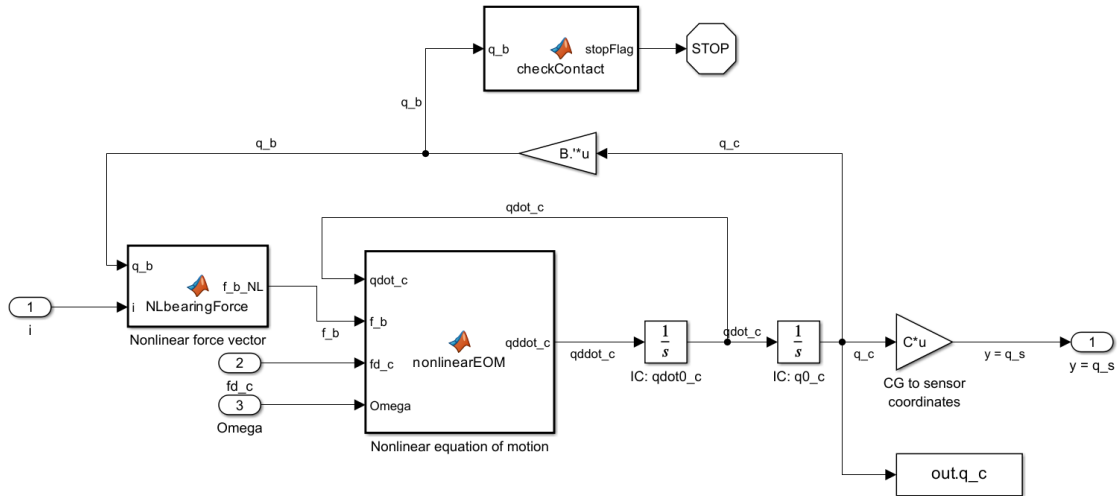 q_b
stopFlag
checkContact
STOP
q_b
q_b
B.'*u
q_c
qdot_c
q_b
f_b_NL
i
NLbearingForce
1
i
Nonlinear force vector
f_b
2
fd_c
3
Omega
qdot_c
f_b
fd_c
Omega
nonlinearEOM
qddot_c
Nonlinear equation of motion
qddot_c
1
s
IC: qdot0_c
qdot_c
1
s
IC: q0_c
q_c
C*u
CG to sensor
coordinates
y = q_s
1
y = q_s
out.q_c